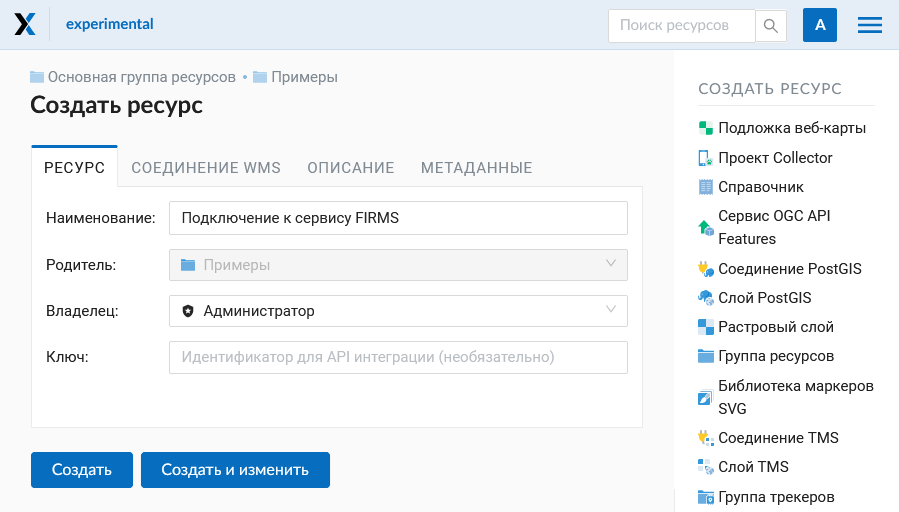 experimental
Поиск ресурсов
A
Основная группа ресурсов • Примеры
Создать ресурс
РЕСУРС
СОЕДИНЕНИЕ WMS
ОПИСАНИЕ
МЕТАДАННЫЕ
Наименование:
Подключение к сервису FIRMS
Родитель:
Примеры
Владелец:
Администратор
Ключ:
Идентификатор для API интеграции (необязательно)
Создать
Создать и изменить
СОЗДАТЬ РЕСУРС
Подложка веб-карты
Проект Collector
Справочник
Сервис OGC API
Features
Соединение PostGIS
Слой PostGIS
Растровый слой
Группа ресурсов
Библиотека маркеров
SVG
Соединение TMS
Слой TMS
Группа трекеров